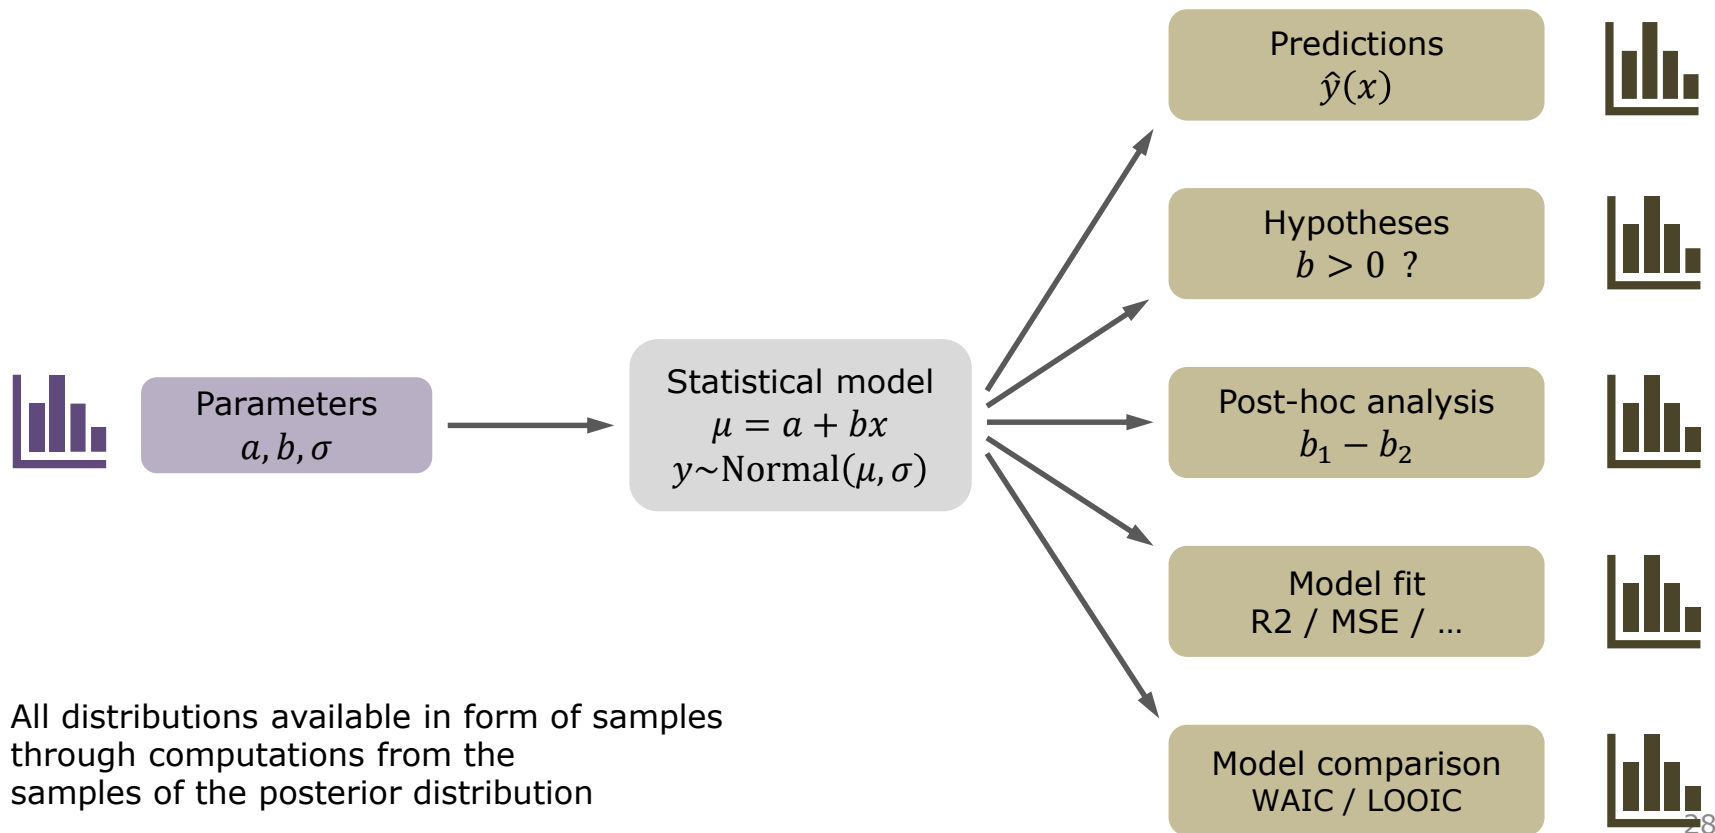 Predictions
ŷ(x)
Hypotheses
b > 0 ?
Parameters
a, b, σ
Statistical model
μ = a + bx
y~Normal(μ, σ)
Post-hoc analysis
b₁ − b₂
Model fit
R2 / MSE / ...
Model comparison
WAIC / LOOIC
All distributions available in form of samples
through computations from the
samples of the posterior distribution
28